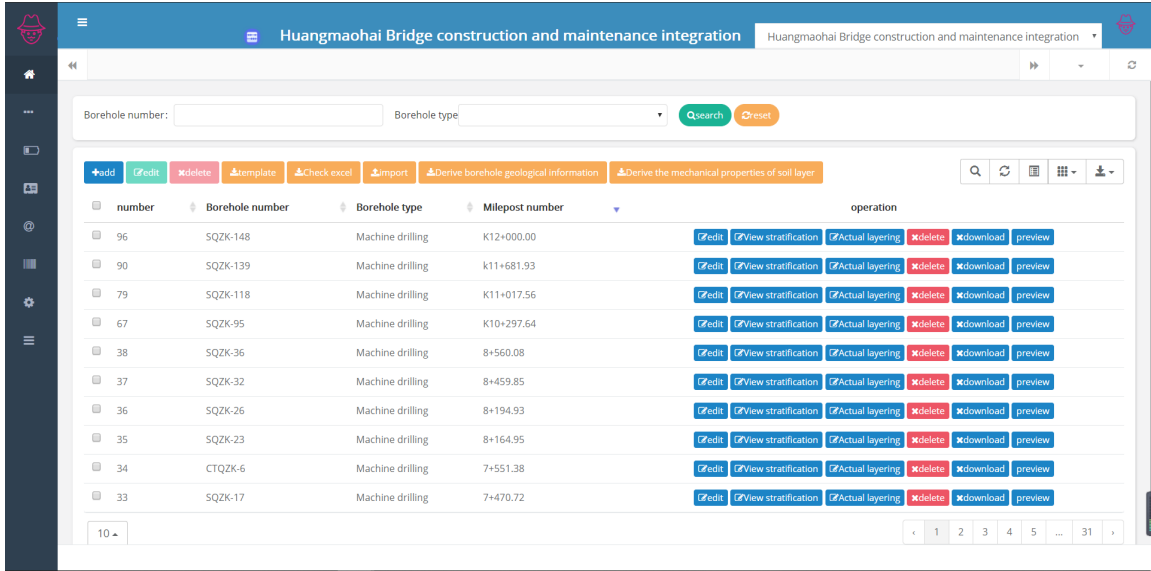 Huangmaohai Bridge construction and maintenance integration Huangmaohai Bridge construction and maintenance integration
Borehole number: Borehole type search reset
add edit delete template Check excel import Derive borehole geological information Derive the mechanical properties of soil layer
number Borehole number Borehole type Milepost number operation
96 SQZK-148 Machine drilling K12+000.00 edit View stratification Actual layering delete download preview
90 SQZK-139 Machine drilling k11+681.93 edit View stratification Actual layering delete download preview
79 SQZK-118 Machine drilling K11+017.56 edit View stratification Actual layering delete download preview
67 SQZK-95 Machine drilling K10+297.64 edit View stratification Actual layering delete download preview
38 SQZK-36 Machine drilling 8+560.08 edit View stratification Actual layering delete download preview
37 SQZK-32 Machine drilling 8+459.85 edit View stratification Actual layering delete download preview
36 SQZK-26 Machine drilling 8+194.93 edit View stratification Actual layering delete download preview
35 SQZK-23 Machine drilling 8+164.95 edit View stratification Actual layering delete download preview
34 CTQZK-6 Machine drilling 7+551.38 edit View stratification Actual layering delete download preview
33 SQZK-17 Machine drilling 7+470.72 edit View stratification Actual layering delete download preview
10 ‹ 1 2 3 4 5 ... 31 ›